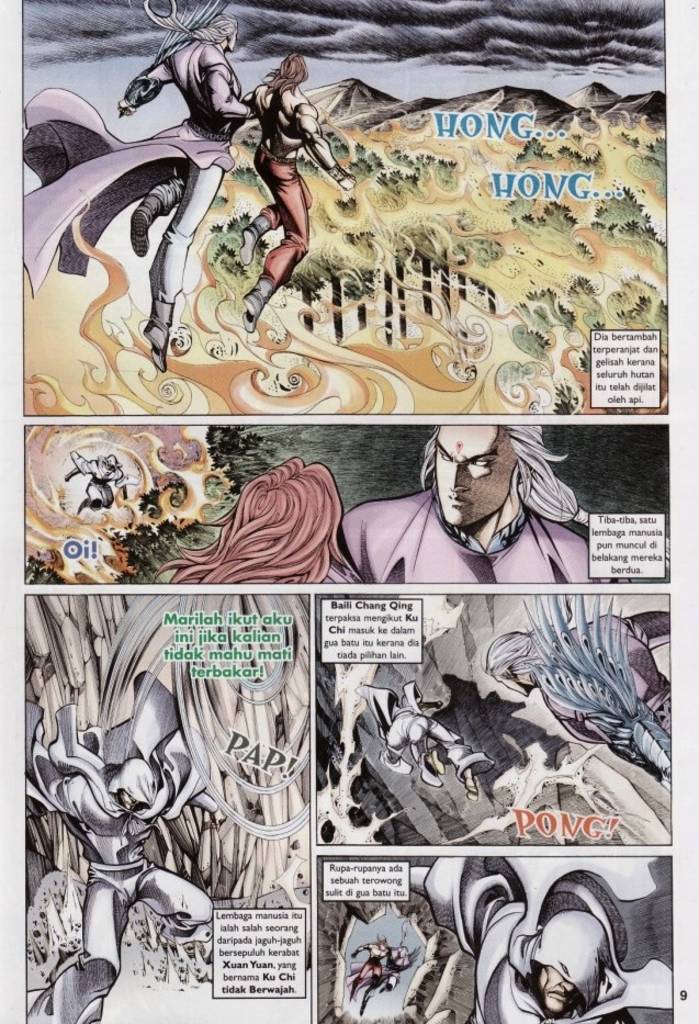 HONG...
HONG...
Dia bertambah
terperanjat dan
gelisah kerana
seluruh hutan
itu telah dijilat
oleh api.
Oi!
Tiba-tiba, satu
lembaga manusia
pun muncul di
belakang mereka
berdua.
Marilah ikut aku
ini jika kalian
tidak mahu mati
terbakar!
PAP!
Lembaga manusia itu
ialah salah seorang
daripada jaguh-jaguh
bersepuluh kerabat
Xuan Yuan, yang
bernama Ku Chi
tidak Berwajah.
Baili Chang Qing
terpaksa mengikut Ku
Chi masuk ke dalam
gua batu itu kerana dia
tiada pilihan lain.
PONG!
Rupa-rupanya ada
sebuah terowong
sulit di gua batu itu.
9